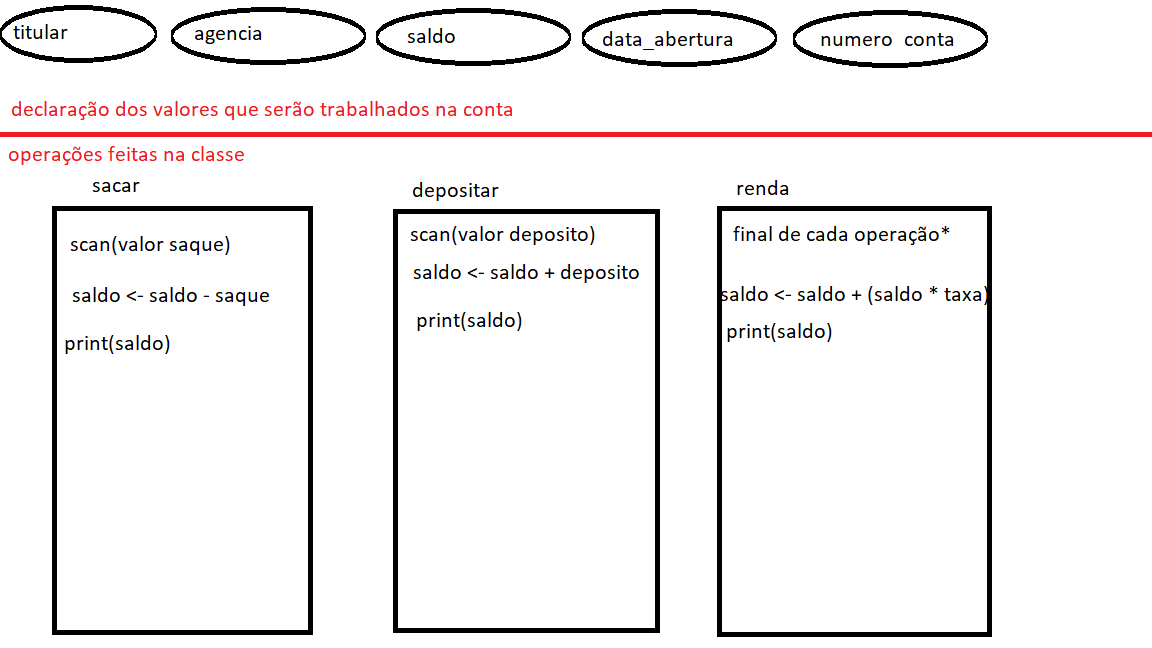 titular
agencia
saldo
data_abertura
numero conta
declaração dos valores que serão trabalhados na conta
operações feitas na classe
sacar
scan(valor saque)
saldo <- saldo - saque
print(saldo)
depositar
scan(valor deposito)
saldo <- saldo + deposito
print(saldo)
renda
final de cada operação*
saldo <- saldo + (saldo * taxa)
print(saldo)